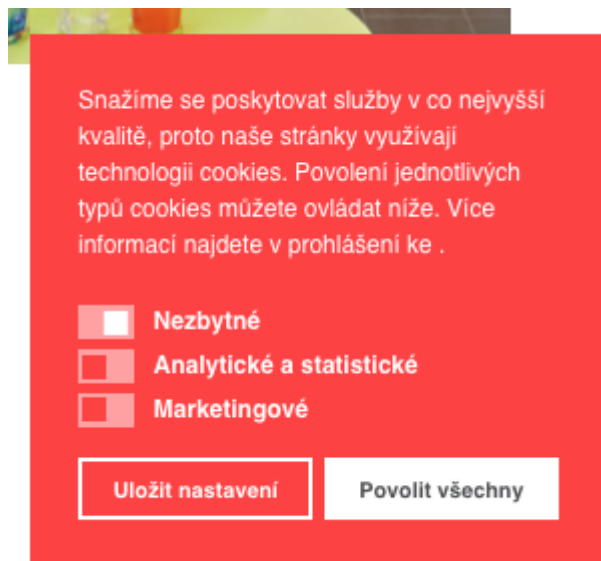 Snažíme se poskytovat služby v co nejvyšší
kvalitě, proto naše stránky využívají
technologii cookies. Povolení jednotlivých
typů cookies můžete ovládat níže. Více
informací najdete v prohlášení ke .
Nezbytné
Analytické a statistické
Marketingové
Uložit nastavení
Povolit všechny